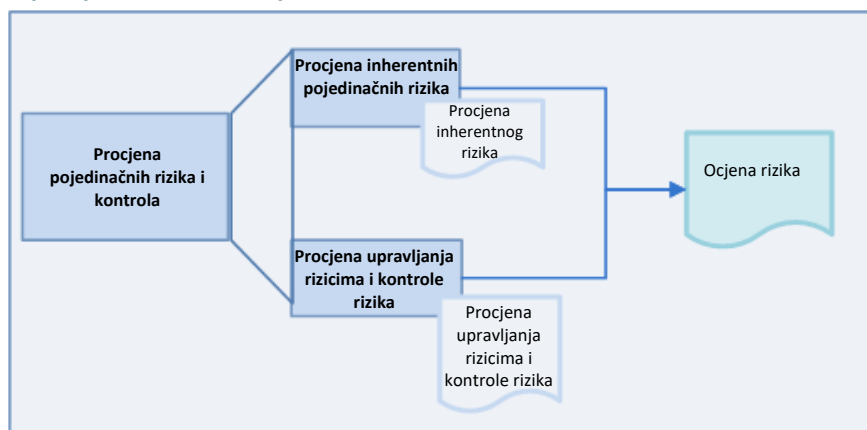 Procjena inherentnih
pojedinačnih rizika
Procjena
inherentnog
rizika
Procjena
pojedinačnih rizika i
kontrola
Ocjena rizika
Procjena upravljanja
rizicima i kontrole
rizika
Procjena
upravljanja
rizicima i
kontrole rizika